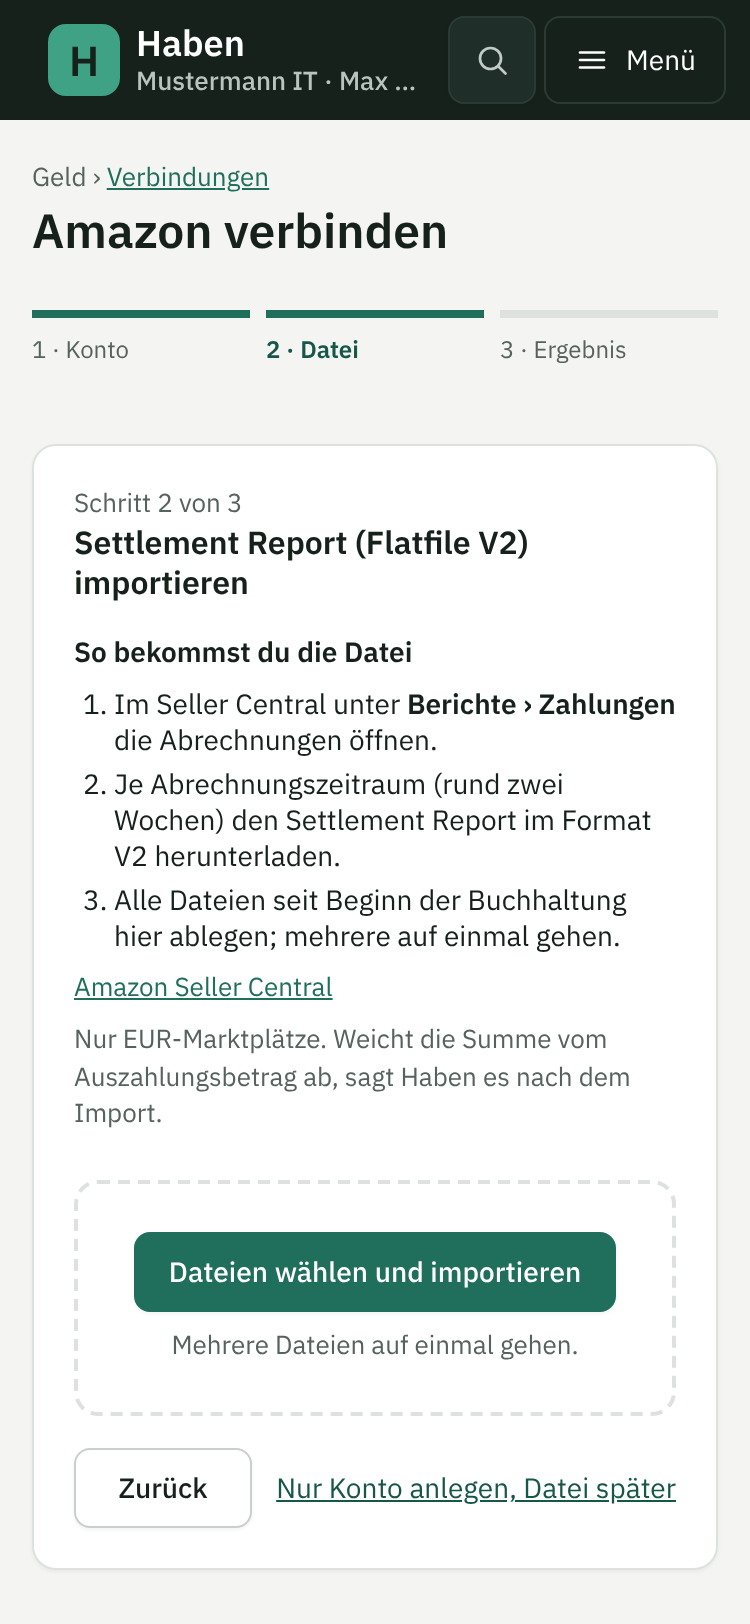 H
Haben
Mustermann IT · Max ...
Menü
Geld › Verbindungen
Amazon verbinden
1 · Konto
2 · Datei
3 · Ergebnis
Schritt 2 von 3
Settlement Report (Flatfile V2)
importieren
So bekommst du die Datei
1. Im Seller Central unter Berichte › Zahlungen
die Abrechnungen öffnen.
2. Je Abrechnungszeitraum (rund zwei
Wochen) den Settlement Report im Format
V2 herunterladen.
3. Alle Dateien seit Beginn der Buchhaltung
hier ablegen; mehrere auf einmal gehen.
Amazon Seller Central
Nur EUR-Marktplätze. Weicht die Summe vom
Auszahlungsbetrag ab, sagt Haben es nach dem
Import.
Dateien wählen und importieren
Mehrere Dateien auf einmal gehen.
Zurück
Nur Konto anlegen, Datei später